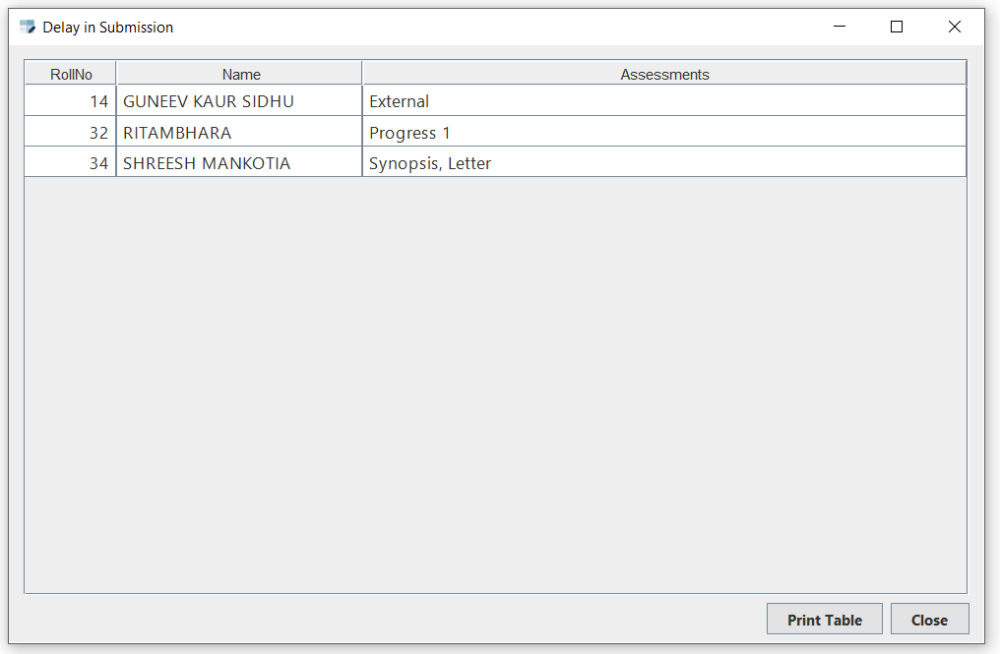 Delay in Submission
RollNo Name Assessments
14 GUNEEV KAUR SIDHU External
32 RITAMBHARA Progress 1
34 SHREESH MANKOTIA Synopsis, Letter
Print Table Close